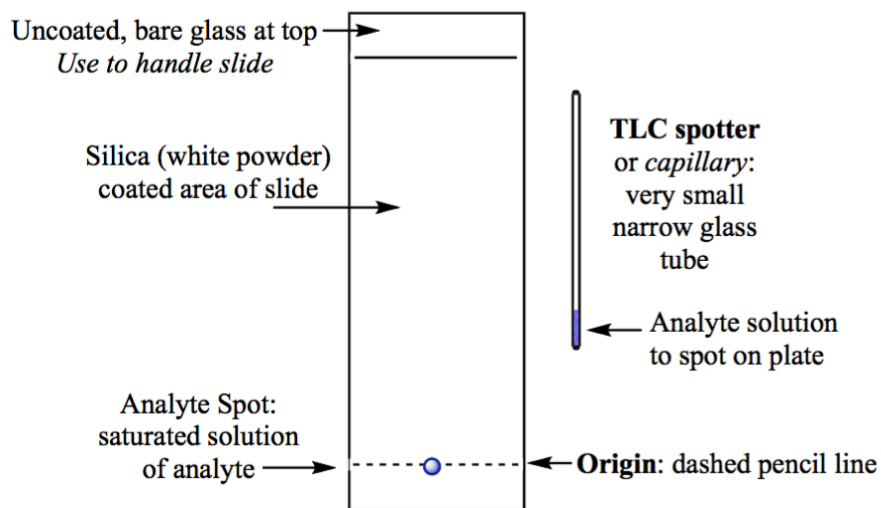 Uncoated, bare glass at top
Use to handle slide
Silica (white powder)
coated area of slide
TLC spotter
or capillary:
very small
narrow glass
tube
Analyte solution
to spot on plate
Analyte Spot:
saturated solution
of analyte
Origin: dashed pencil line